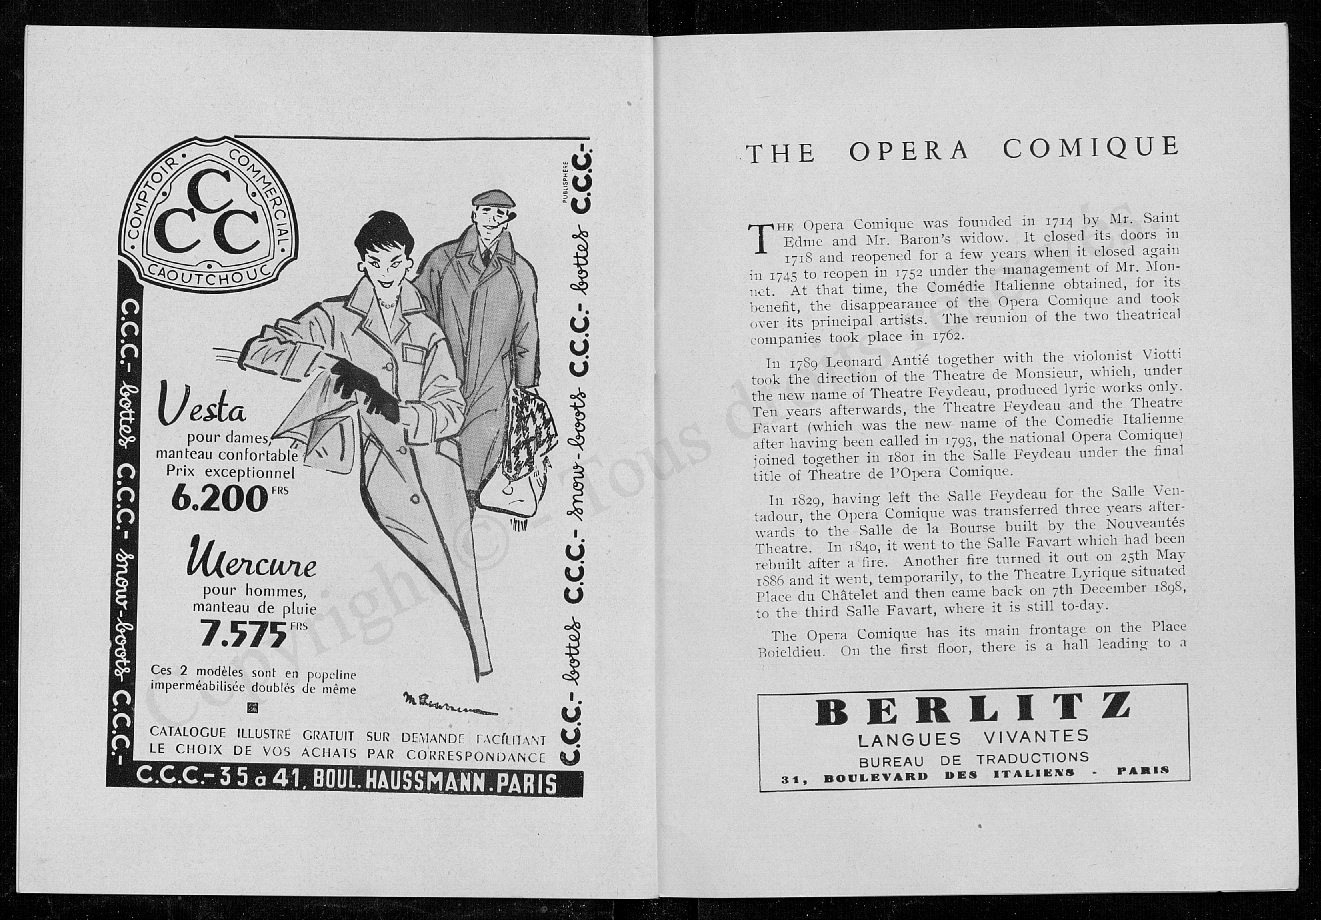 COMPTOIR · COMMERCIAL ·
CAOUTCHOUC
C
C C
PUBLISPHÈRE
C.C.C.- bottes C.C.C.- snow-boots C.C.C.-
C.C.C.- bottes C.C.C.- snow-boots C.C.C.- bottes C.C.C.-
Vesta
pour dames,
manteau confortable
Prix exceptionnel
6.200 FRS
Mercure
pour hommes,
manteau de pluie
7.575 FRS
Ces 2 modèles sont en popeline
imperméabilisée doublés de même
CATALOGUE ILLUSTRÉ GRATUIT SUR DEMANDE FACILITANT
LE CHOIX DE VOS ACHATS PAR CORRESPONDANCE
C.C.C.-35 à 41, BOUL. HAUSSMANN. PARIS
THE OPERA COMIQUE
THE Opera Comique was founded in 1714 by Mr. Saint
Edme and Mr. Baron's widow. It closed its doors in
1718 and reopened for a few years when it closed again
in 1745 to reopen in 1752 under the management of Mr. Mon-
net. At that time, the Comédie Italienne obtained, for its
benefit, the disappearance of the Opera Comique and took
over its principal artists. The reunion of the two theatrical
companies took place in 1762.
In 1789 Leonard Antié together with the violonist Viotti
took the direction of the Theatre de Monsieur, which, under
the new name of Theatre Feydeau, produced lyric works only.
Ten years afterwards, the Theatre Feydeau and the Theatre
Favart (which was the new name of the Comedie Italienne
after having been called in 1793, the national Opera Comique)
joined together in 1801 in the Salle Feydeau under the final
title of Theatre de l'Opera Comique.
In 1829, having left the Salle Feydeau for the Salle Ven-
tadour, the Opera Comique was transferred three years after-
wards to the Salle de la Bourse built by the Nouveautés
Theatre. In 1840, it went to the Salle Favart which had been
rebuilt after a fire. Another fire turned it out on 25th May
1886 and it went, temporarily, to the Theatre Lyrique situated
Place du Châtelet and then came back on 7th December 1898,
to the third Salle Favart, where it is still to-day.
The Opera Comique has its main frontage on the Place
Boieldieu. On the first floor, there is a hall leading to a
BERLITZ
LANGUES VIVANTES
BUREAU DE TRADUCTIONS
31, BOULEVARD DES ITALIENS - PARIS
Copyright © - Tous droits